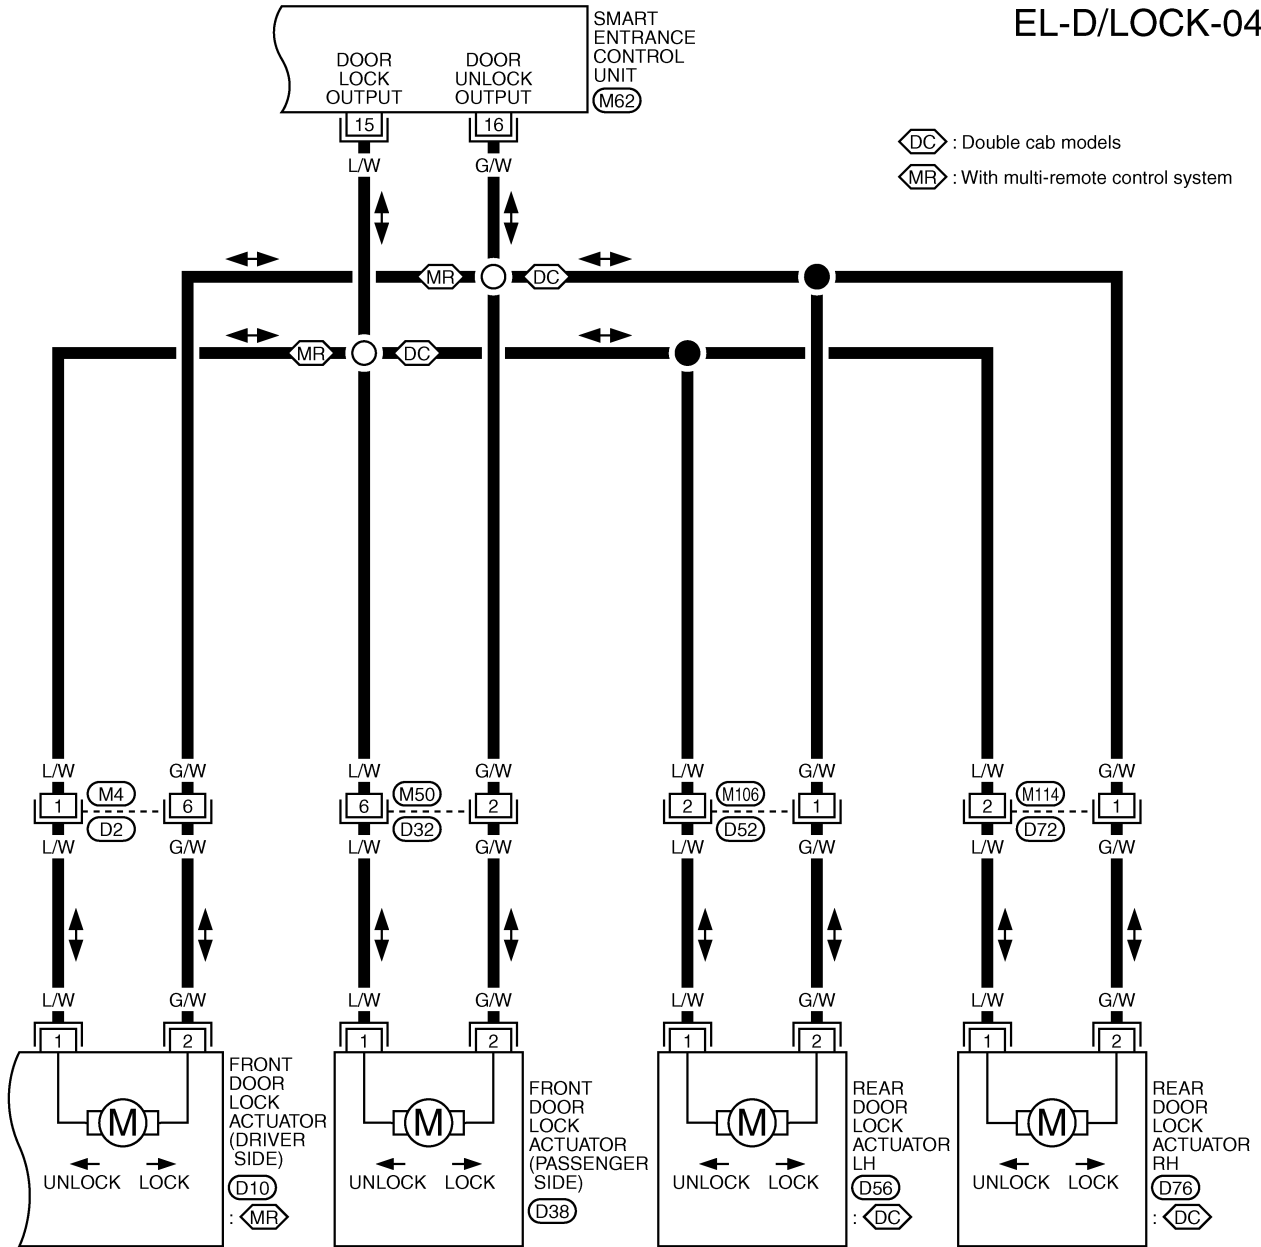 EL-D/LOCK-04
SMART
ENTRANCE
CONTROL
UNIT
M62
DOOR
LOCK
OUTPUT
DOOR
UNLOCK
OUTPUT
15
16
L/W
G/W
DC : Double cab models
MR : With multi-remote control system
MR
DC
MR
DC
L/W
G/W
L/W
G/W
L/W
G/W
L/W
G/W
1
M4
6
6
M50
2
2
M106
1
2
M114
1
D2
D32
D52
D72
L/W
G/W
L/W
G/W
L/W
G/W
L/W
G/W
L/W
G/W
L/W
G/W
L/W
G/W
L/W
G/W
1
2
1
2
1
2
1
2
M
UNLOCK
LOCK
FRONT
DOOR
LOCK
ACTUATOR
(DRIVER
SIDE)
D10
: MR
M
UNLOCK
LOCK
FRONT
DOOR
LOCK
ACTUATOR
(PASSENGER
SIDE)
D38
M
UNLOCK
LOCK
REAR
DOOR
LOCK
ACTUATOR
LH
D56
: DC
M
UNLOCK
LOCK
REAR
DOOR
LOCK
ACTUATOR
RH
D76
: DC